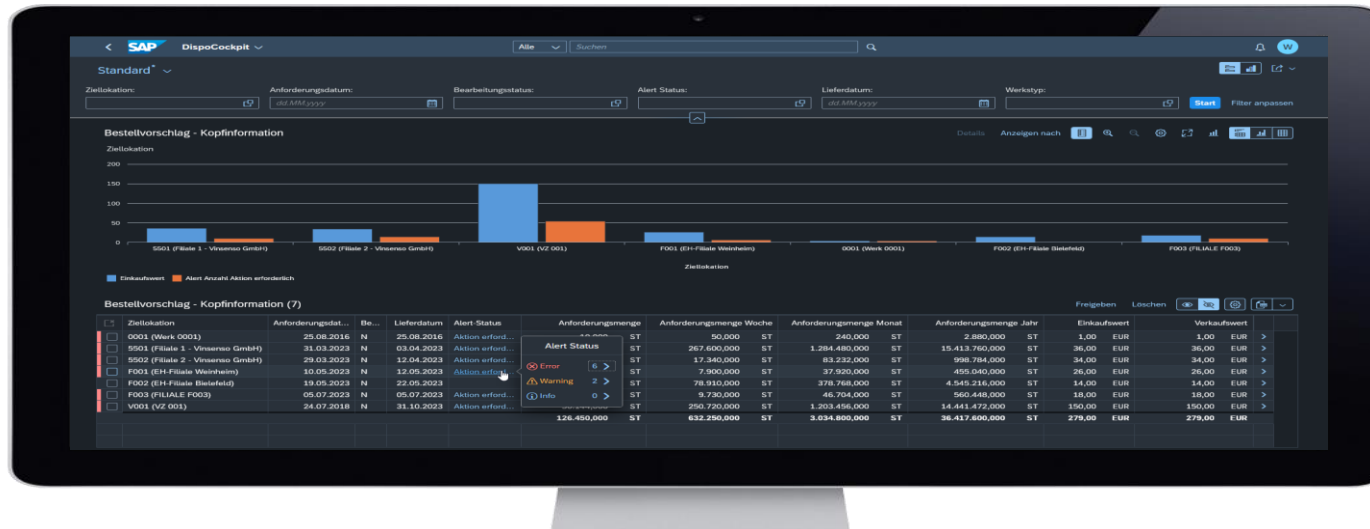 SAP DispoCockpit Alle Suchen W
Standard*
Ziellokation: Anforderungsdatum: Bearbeitungsstatus: Alert Status: Lieferdatum: Werkstyp:
dd.MM.yyyy dd.MM.yyyy Start Filter anpassen
Bestellvorschlag - Kopfinformation Details Anzeigen nach
Ziellokation
200
150
100
50
0
5501 (Filiale 1 - Vinsenso GmbH) 5502 (Filiale 2 - Vinsenso GmbH) V001 (VZ 001) F001 (EH-Filiale Weinheim) 0001 (Werk 0001) F002 (EH-Filiale Bielefeld) F003 (FILIALE F003)
Ziellokation
Einkaufswert Alert Anzahl Aktion erforderlich
Bestellvorschlag - Kopfinformation (7) Freigeben Löschen
Ziellokation Anforderungsdat... Be... Lieferdatum Alert-Status Anforderungsmenge Anforderungsmenge Woche Anforderungsmenge Monat Anforderungsmenge Jahr Einkaufswert Verkaufswert
0001 (Werk 0001) 25.08.2016 N 25.08.2016 Aktion erford... ST 50,000 ST 240,000 ST 2.880,000 ST 1,00 EUR 1,00 EUR
5501 (Filiale 1 - Vinsenso GmbH) 31.03.2023 N 03.04.2023 Aktion erford... ST 267.600,000 ST 1.284.480,000 ST 15.413.760,000 ST 36,00 EUR 36,00 EUR
5502 (Filiale 2 - Vinsenso GmbH) 29.03.2023 N 12.04.2023 Aktion erford... ST 17.340,000 ST 83.232,000 ST 998.784,000 ST 34,00 EUR 34,00 EUR
F001 (EH-Filiale Weinheim) 10.05.2023 N 12.05.2023 Aktion erford... ST 7.900,000 ST 37.920,000 ST 455.040,000 ST 26,00 EUR 26,00 EUR
F002 (EH-Filiale Bielefeld) 19.05.2023 N 22.05.2023 ST 78.910,000 ST 378.768,000 ST 4.545.216,000 ST 14,00 EUR 14,00 EUR
F003 (FILIALE F003) 05.07.2023 N 05.07.2023 Aktion erford... ST 9.730,000 ST 46.704,000 ST 560.448,000 ST 18,00 EUR 18,00 EUR
V001 (VZ 001) 24.07.2018 N 31.10.2023 Aktion erford... ST 250.720,000 ST 1.203.456,000 ST 14.441.472,000 ST 150,00 EUR 150,00 EUR
126.450,000 ST 632.250,000 ST 3.034.800,000 ST 36.417.600,000 ST 279,00 EUR 279,00 EUR
Alert Status
Error 6
Warning 2
Info 0